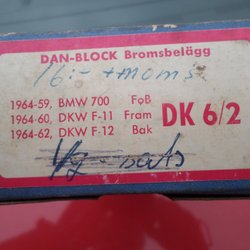 DAN-BLOCK Bromsbelägg
16:- + moms
1964-59, BMW 700 FoB
1964-60, DKW F-11 Fram DK 6/2
1964-62, DKW F-12 Bak